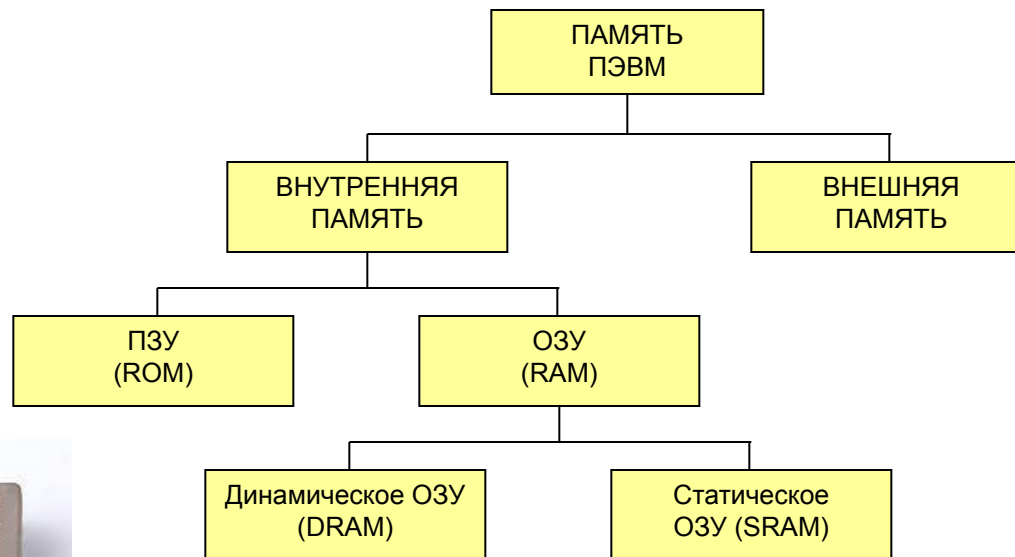 ПАМЯТЬ
ПЭВМ
ВНУТРЕННЯЯ
ПАМЯТЬ
ВНЕШНЯЯ
ПАМЯТЬ
ПЗУ
(ROM)
ОЗУ
(RAM)
Динамическое ОЗУ
(DRAM)
Статическое
ОЗУ (SRAM)